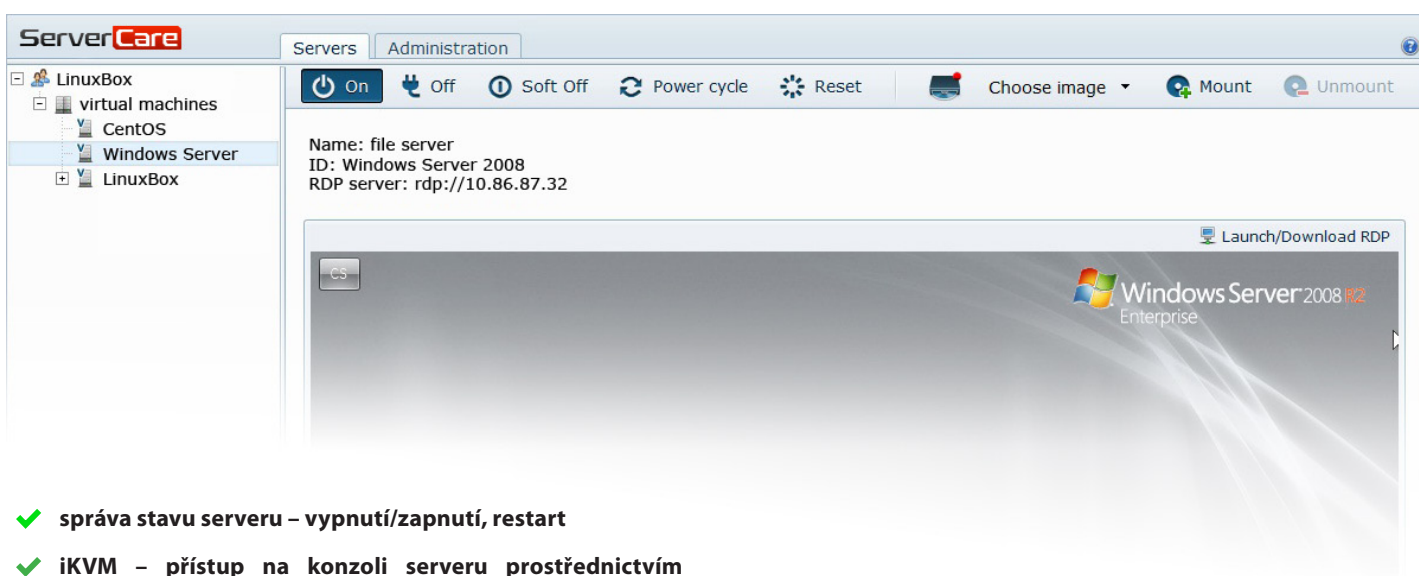 ServerCare
Servers Administration
LinuxBox
virtual machines
CentOS
Windows Server
LinuxBox
On Off Soft Off Power cycle Reset Choose image Mount Unmount
Name: file server
ID: Windows Server 2008
RDP server: rdp://10.86.87.32
Launch/Download RDP
CS
Windows Server 2008 R2
Enterprise
správa stavu serveru – vypnutí/zapnutí, restart
iKVM – přístup na konzoli serveru prostřednictvím